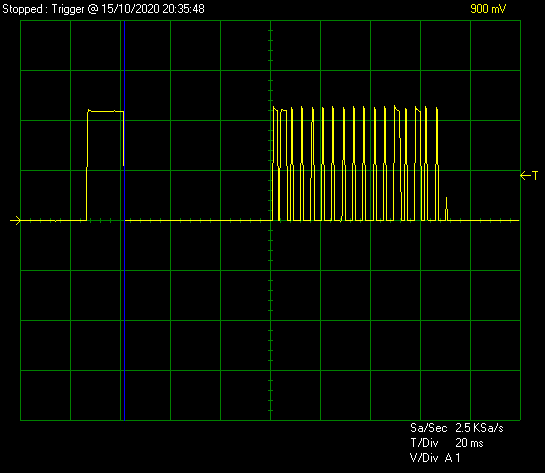 Stopped : Trigger @ 15/10/2020 20:35:48 900 mV
T
Sa/Sec 2.5 KSa/s
T/Div 20 ms
V/Div A 1